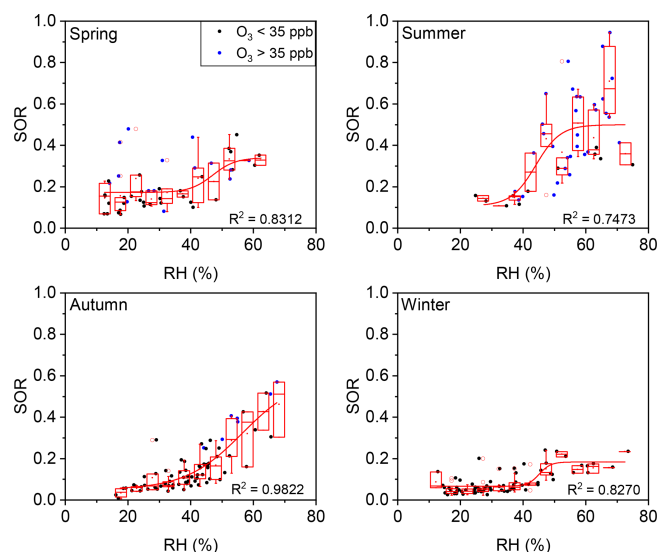 1.0
0.8
0.6
0.4
0.2
0.0
SOR
Spring
O₃ < 35 ppb
O₃ > 35 ppb
R² = 0.8312
0 20 40 60 80
RH (%)
1.0
0.8
0.6
0.4
0.2
0.0
SOR
Summer
R² = 0.7473
0 20 40 60 80
RH (%)
1.0
0.8
0.6
0.4
0.2
0.0
SOR
Autumn
R² = 0.9822
0 20 40 60 80
RH (%)
1.0
0.8
0.6
0.4
0.2
0.0
SOR
Winter
R² = 0.8270
0 20 40 60 80
RH (%)